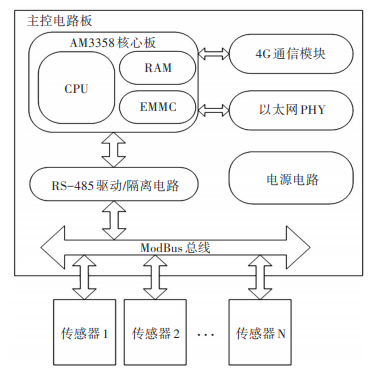 主控电路板
AM3358核心板
CPU
RAM
EMMC
4G通信模块
以太网PHY
RS-485驱动/隔离电路
电源电路
ModBus总线
传感器1
传感器2
···
传感器N